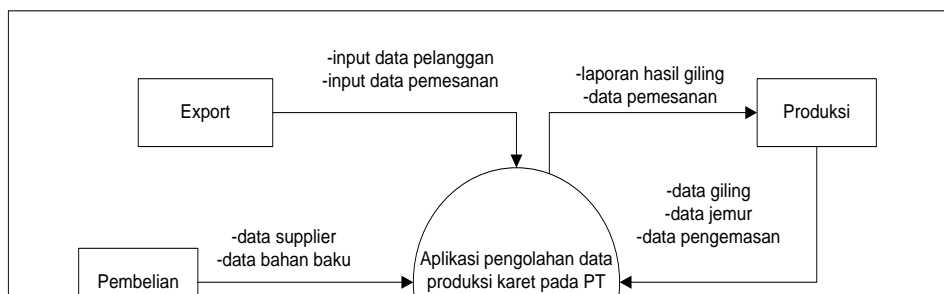 -input data pelanggan
-input data pemesanan
-laporan hasil giling
-data pemesanan
Export
Produksi
-data giling
-data jemur
-data pengemasan
-data supplier
-data bahan baku
Pembelian
Aplikasi pengolahan data
produksi karet pada PT